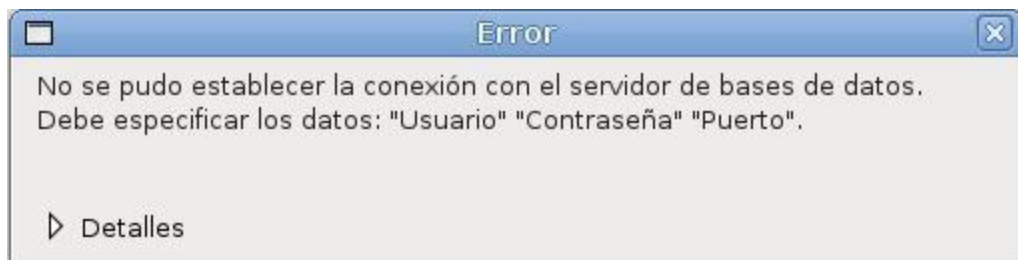 Error
No se pudo establecer la conexión con el servidor de bases de datos.
Debe especificar los datos: "Usuario" "Contraseña" "Puerto".
Detalles